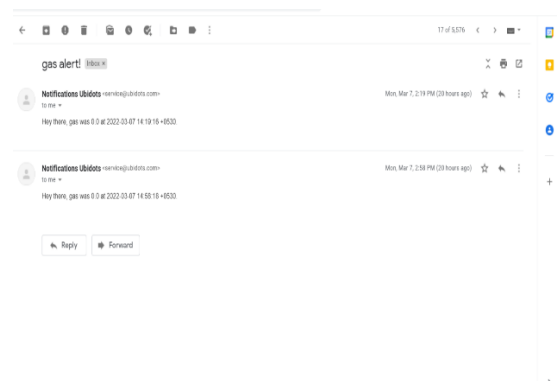 17 of 5,576
gas alert! Inbox ×
Notifications Ubidots <service@ubidots.com> Mon, Mar 7, 2:19 PM (20 hours ago)
to me
Hey there, gas was 0.0 at 2022-03-07 14:19:16 +0530.
Notifications Ubidots <service@ubidots.com> Mon, Mar 7, 2:58 PM (20 hours ago)
to me
Hey there, gas was 0.0 at 2022-03-07 14:58:18 +0530.
Reply Forward